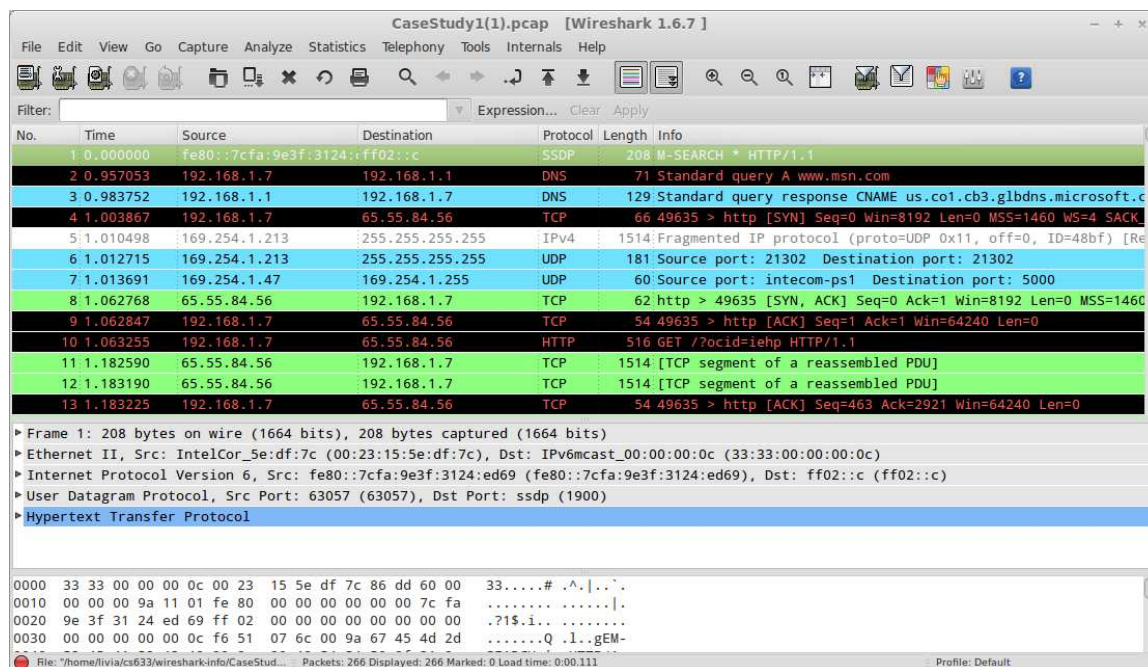 CaseStudy1(1).pcap [Wireshark 1.6.7 ]
File Edit View Go Capture Analyze Statistics Telephony Tools Internals Help
Filter: Expression... Clear Apply
No. Time Source Destination Protocol Length Info
1 0.000000 fe80::7cfa:9e3f:3124: ff02::c SSDP 208 M-SEARCH * HTTP/1.1
2 0.957053 192.168.1.7 192.168.1.1 DNS 71 Standard query A www.msn.com
3 0.983752 192.168.1.1 192.168.1.7 DNS 129 Standard query response CNAME us.co1.cb3.glbdns.microsoft.c
4 1.003867 192.168.1.7 65.55.84.56 TCP 66 49635 > http [SYN] Seq=0 Win=8192 Len=0 MSS=1460 WS=4 SACK_
5 1.010498 169.254.1.213 255.255.255.255 IPv4 1514 Fragmented IP protocol (proto=UDP 0x11, off=0, ID=48bf) [Re
6 1.012715 169.254.1.213 255.255.255.255 UDP 181 Source port: 21302 Destination port: 21302
7 1.013691 169.254.1.47 169.254.1.255 UDP 60 Source port: intecom-ps1 Destination port: 5000
8 1.062768 65.55.84.56 192.168.1.7 TCP 62 http > 49635 [SYN, ACK] Seq=0 Ack=1 Win=8192 Len=0 MSS=1460
9 1.062847 192.168.1.7 65.55.84.56 TCP 54 49635 > http [ACK] Seq=1 Ack=1 Win=64240 Len=0
10 1.063255 192.168.1.7 65.55.84.56 HTTP 516 GET /?ocid=iehp HTTP/1.1
11 1.182590 65.55.84.56 192.168.1.7 TCP 1514 [TCP segment of a reassembled PDU]
12 1.183190 65.55.84.56 192.168.1.7 TCP 1514 [TCP segment of a reassembled PDU]
13 1.183225 192.168.1.7 65.55.84.56 TCP 54 49635 > http [ACK] Seq=463 Ack=2921 Win=64240 Len=0
Frame 1: 208 bytes on wire (1664 bits), 208 bytes captured (1664 bits)
Ethernet II, Src: IntelCor_5e:df:7c (00:23:15:5e:df:7c), Dst: IPv6mcast_00:00:00:0c (33:33:00:00:00:0c)
Internet Protocol Version 6, Src: fe80::7cfa:9e3f:3124:ed69 (fe80::7cfa:9e3f:3124:ed69), Dst: ff02::c (ff02::c)
User Datagram Protocol, Src Port: 63057 (63057), Dst Port: ssdp (1900)
Hypertext Transfer Protocol
0000 33 33 00 00 00 0c 00 23 15 5e df 7c 86 dd 60 00 33.....# .^.|..`.
0010 00 00 00 9a 11 01 fe 80 00 00 00 00 00 00 7c fa ........ ......|.
0020 9e 3f 31 24 ed 69 ff 02 00 00 00 00 00 00 00 00 .?1$.i.. ........
0030 00 00 00 00 00 0c f6 51 07 6c 00 9a 67 45 4d 2d .......Q .l..gEM-
File: "/home/livia/cs633/wireshark-info/CaseStud... Packets: 266 Displayed: 266 Marked: 0 Load time: 0:00.111 Profile: Default